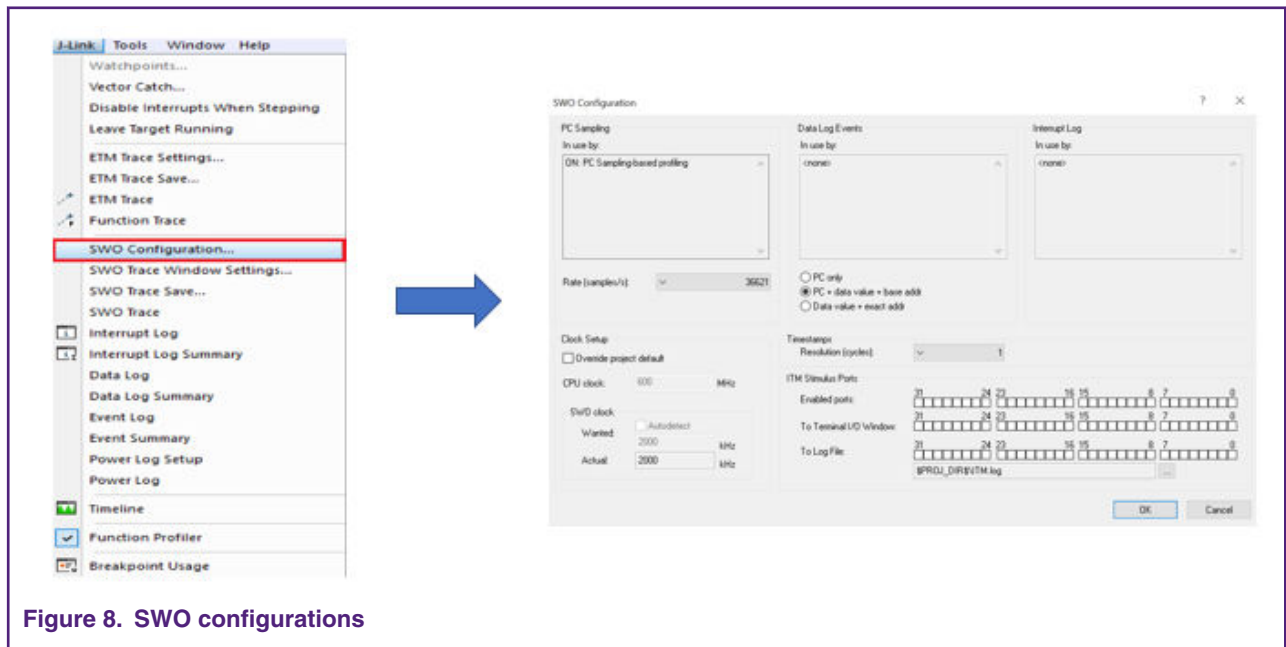 J-Link Tools Window Help
Watchpoints...
Vector Catch...
Disable Interrupts When Stepping
Leave Target Running
ETM Trace Settings...
ETM Trace Save...
ETM Trace
Function Trace
SWO Configuration...
SWO Trace Window Settings...
SWO Trace Save...
SWO Trace
Interrupt Log
Interrupt Log Summary
Data Log
Data Log Summary
Event Log
Event Summary
Power Log Setup
Power Log
Timeline
Function Profiler
Breakpoint Usage
SWO Configuration ? ×
PC Sampling
In use by:
ON: PC Sampling-based profiling
Rate (samples/s): 36621
Data Log Events
In use by:
<none>
PC only
PC + data value + base addr
Data value + exact addr
Interrupt Log
In use by:
<none>
Clock Setup
Override project default
CPU clock: 600 MHz
SWO clock
Autodetect
Wanted: 2000 kHz
Actual: 2000 kHz
Timestamps
Resolution (cycles): 1
ITM Stimulus Ports
31 24 23 16 15 8 7 0
Enabled ports:
31 24 23 16 15 8 7 0
To Terminal I/O Window:
31 24 23 16 15 8 7 0
To Log File:
$PROJ_DIR$\ITM.log ...
OK Cancel
Figure 8. SWO configurations